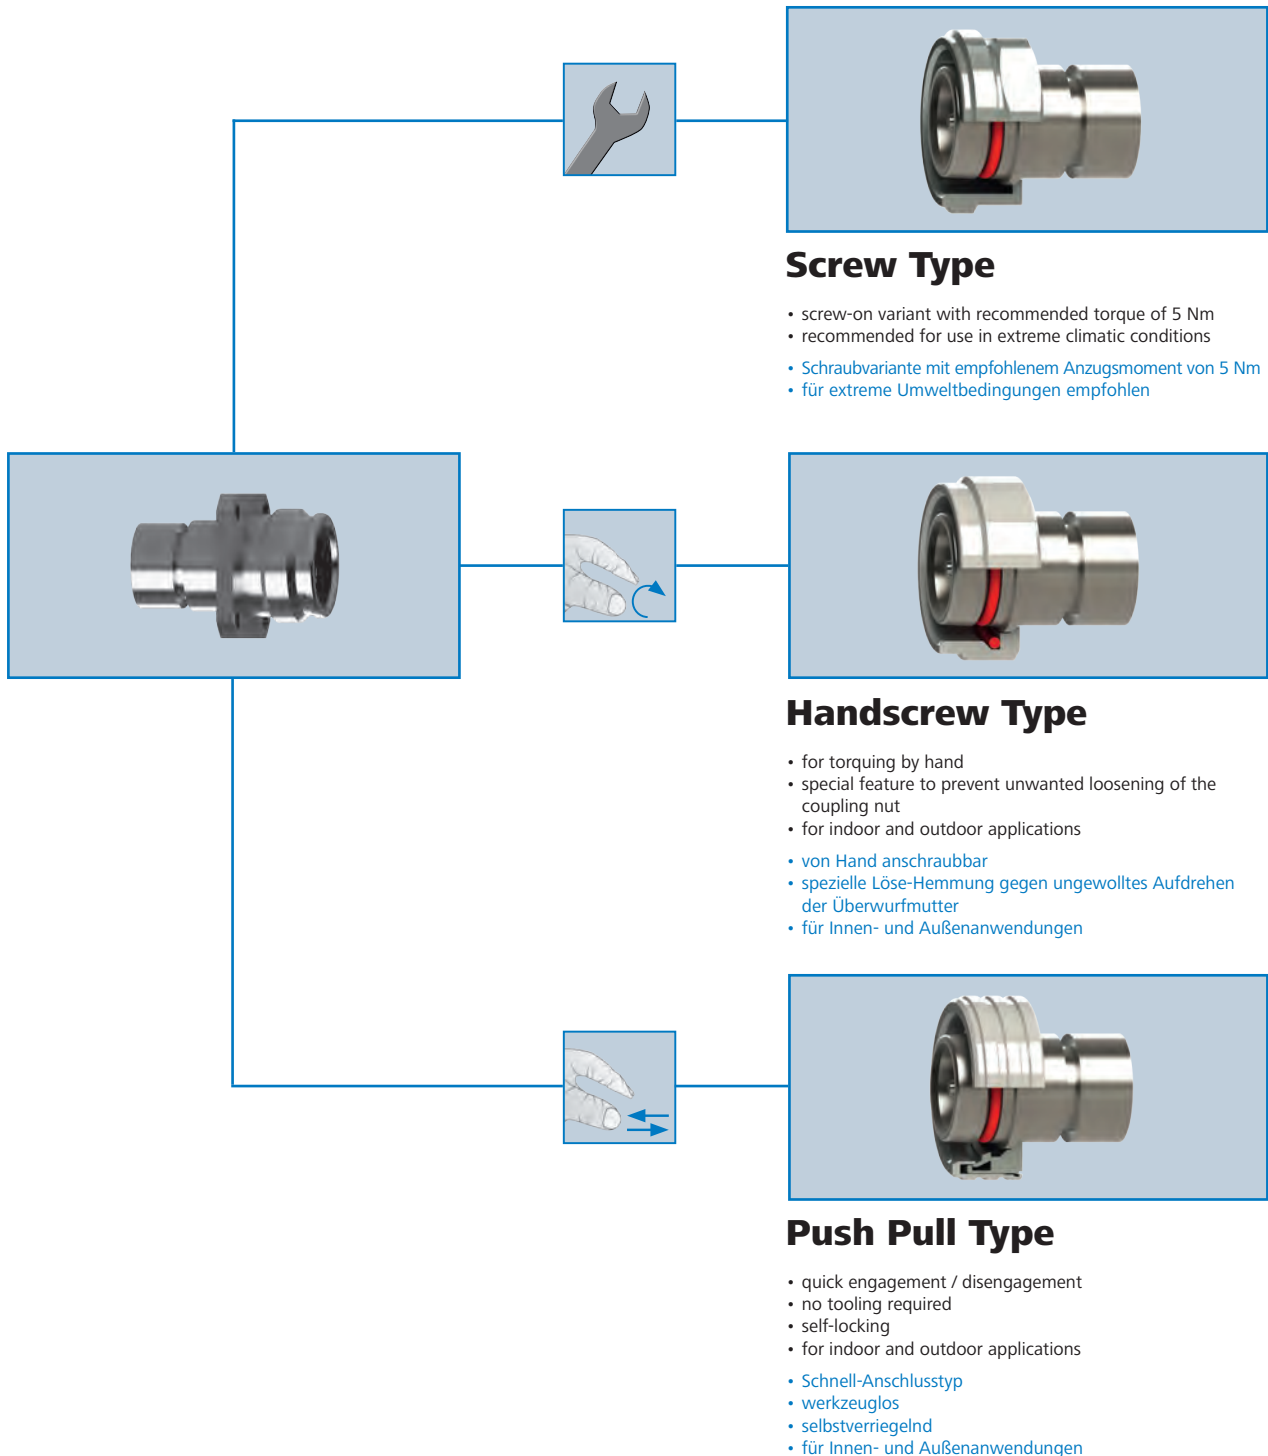 Screw Type
• screw-on variant with recommended torque of 5 Nm
• recommended for use in extreme climatic conditions
• Schraubvariante mit empfohlenem Anzugsmoment von 5 Nm
• für extreme Umweltbedingungen empfohlen
Handscrew Type
• for torquing by hand
• special feature to prevent unwanted loosening of the
coupling nut
• for indoor and outdoor applications
• von Hand anschraubbar
• spezielle Löse-Hemmung gegen ungewolltes Aufdrehen
der Überwurfmutter
• für Innen- und Außenanwendungen
Push Pull Type
• quick engagement / disengagement
• no tooling required
• self-locking
• for indoor and outdoor applications
• Schnell-Anschlusstyp
• werkzeuglos
• selbstverriegelnd
• für Innen- und Außenanwendungen